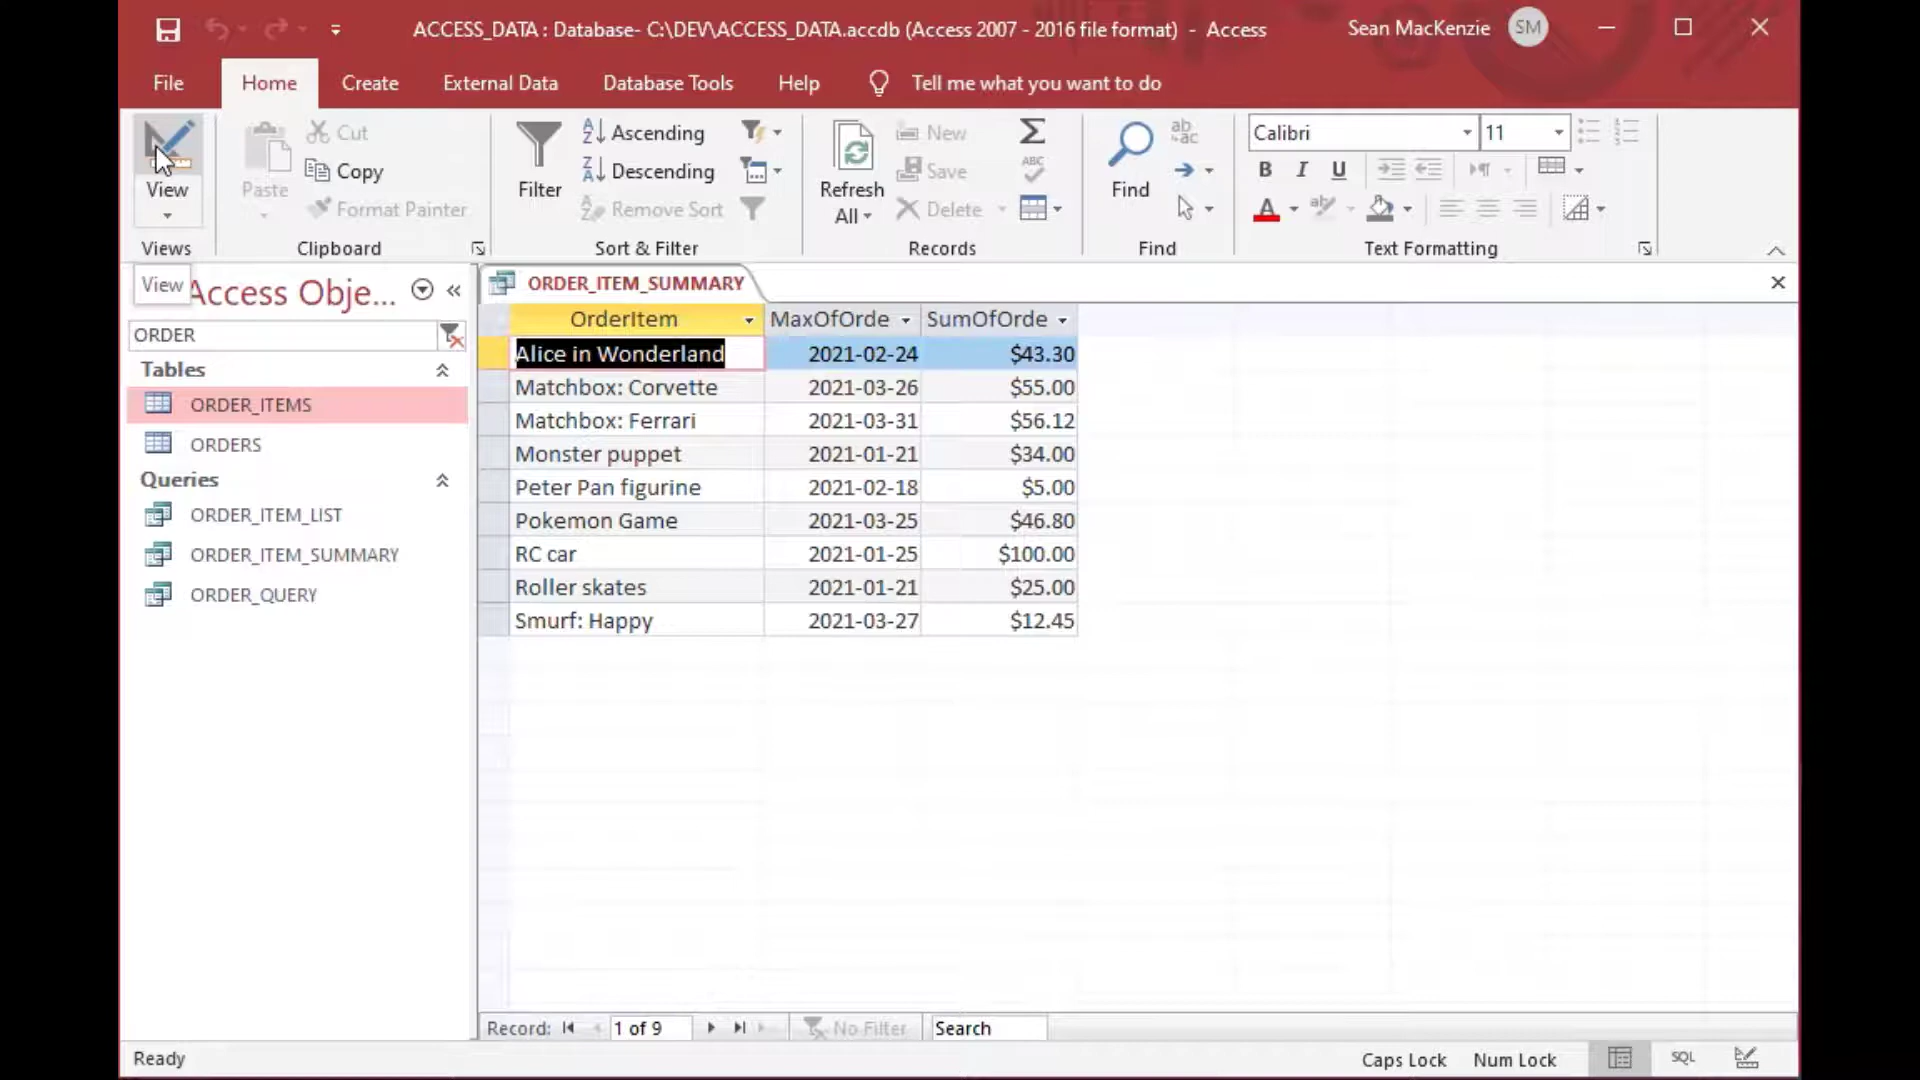 ACCESS_DATA : Database- C:\DEV\ACCESS_DATA.accdb (Access 2007 - 2016 file format) - Access
Sean MacKenzie SM
File Home Create External Data Database Tools Help Tell me what you want to do
View
Views
Paste
Cut
Copy
Format Painter
Clipboard
Filter
Ascending
Descending
Remove Sort
Sort & Filter
Refresh
All
New
Save
Delete
Records
Find
Find
Calibri 11
B I U
Text Formatting
View
Access Obje...
ORDER
Tables
ORDER_ITEMS
ORDERS
Queries
ORDER_ITEM_LIST
ORDER_ITEM_SUMMARY
ORDER_QUERY
ORDER_ITEM_SUMMARY
OrderItem MaxOfOrde SumOfOrde
Alice in Wonderland 2021-02-24 $43.30
Matchbox: Corvette 2021-03-26 $55.00
Matchbox: Ferrari 2021-03-31 $56.12
Monster puppet 2021-01-21 $34.00
Peter Pan figurine 2021-02-18 $5.00
Pokemon Game 2021-03-25 $46.80
RC car 2021-01-25 $100.00
Roller skates 2021-01-21 $25.00
Smurf: Happy 2021-03-27 $12.45
Record: 1 of 9 No Filter Search
Ready Caps Lock Num Lock SQL